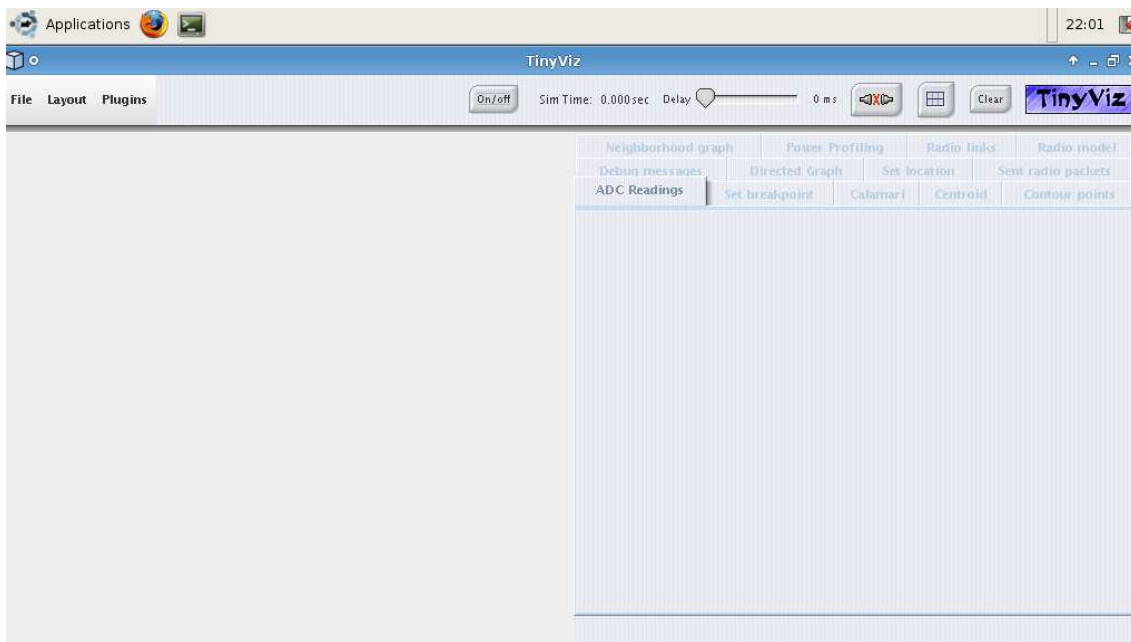 Applications 22:01
TinyViz
File Layout Plugins On/off Sim Time: 0.000 sec Delay 0 ms Clear TinyViz
Neighborhood graph Power Profiling Radio links Radio model
Debug messages Directed Graph Set location Sent radio packets
ADC Readings Set breakpoint Calamari Centroid Contour points